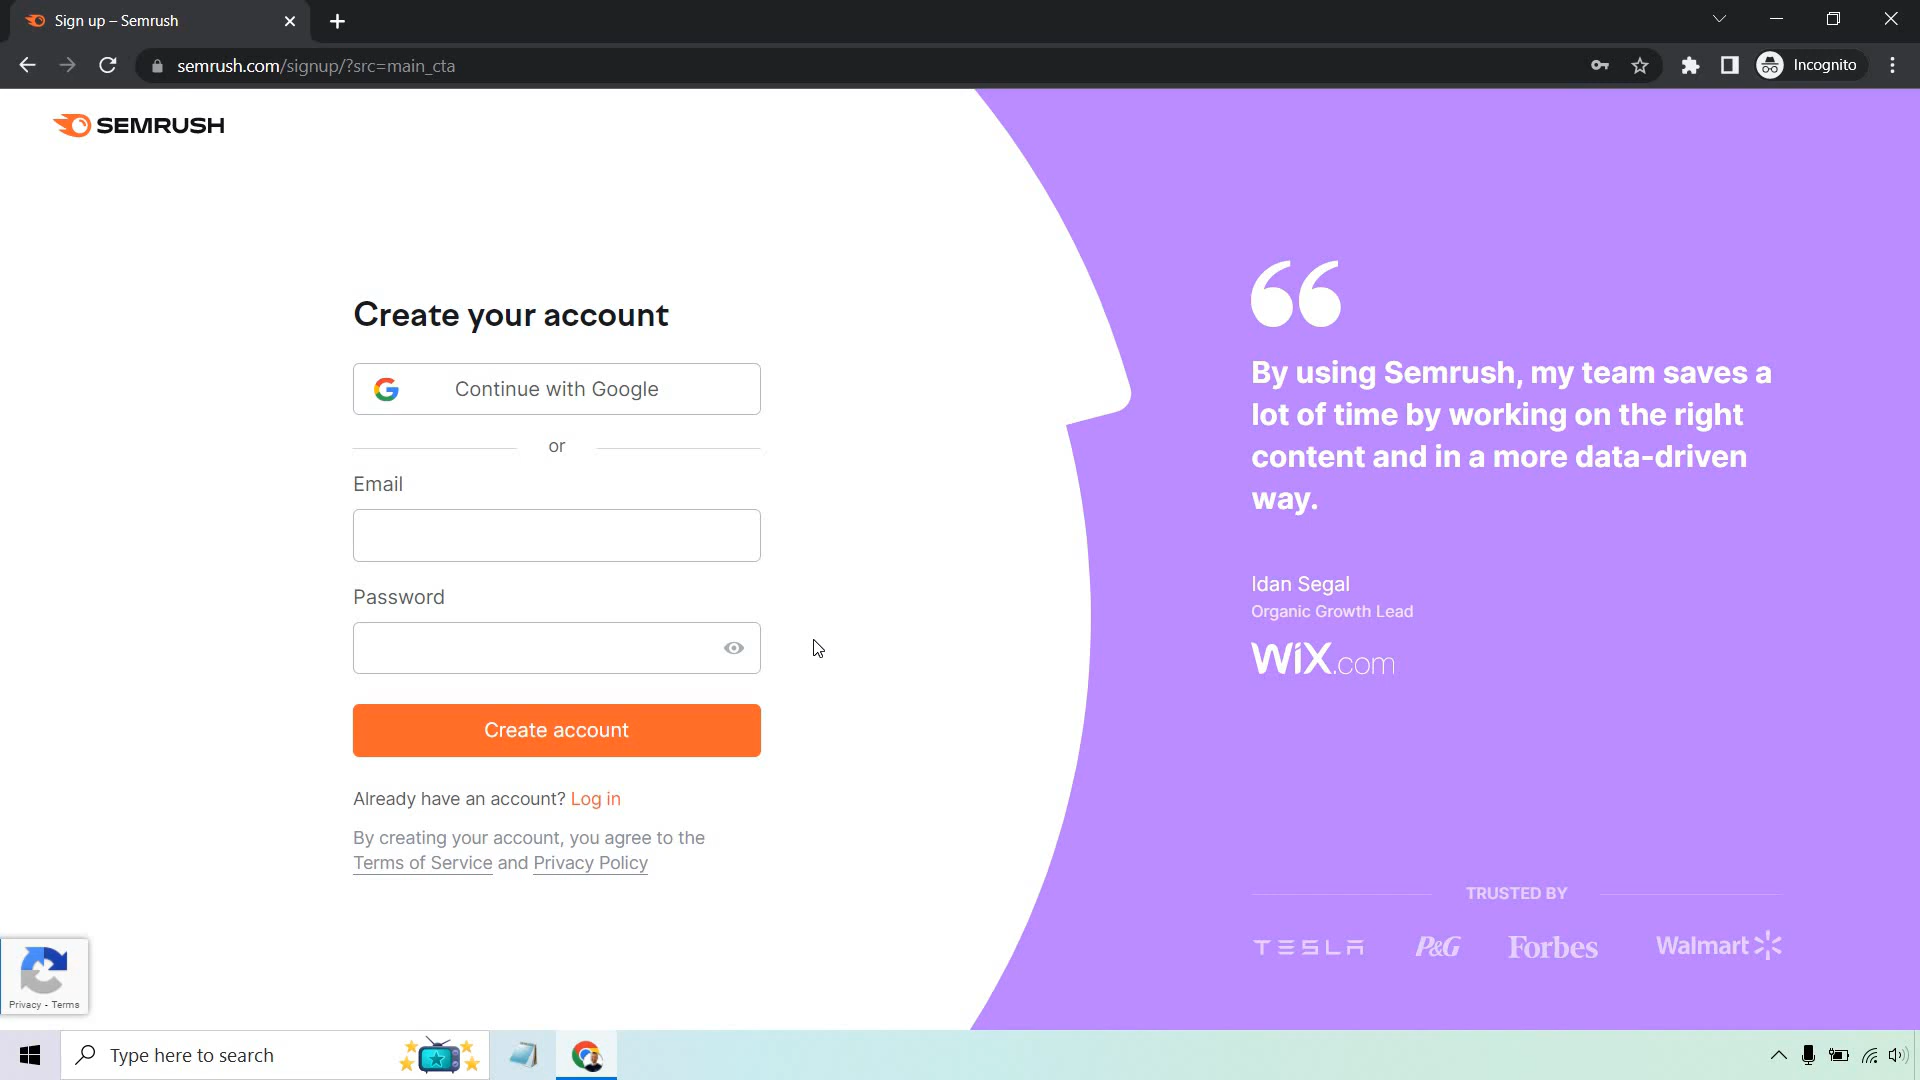 Sign up – Semrush
semrush.com/signup/?src=main_cta
Incognito
SEMRUSH
Create your account
Continue with Google
or
Email
Password
Create account
Already have an account? Log in
By creating your account, you agree to the
Terms of Service and Privacy Policy
By using Semrush, my team saves a
lot of time by working on the right
content and in a more data-driven
way.
Idan Segal
Organic Growth Lead
WiX.com
TRUSTED BY
TESLA P&G Forbes Walmart
Privacy - Terms
Type here to search